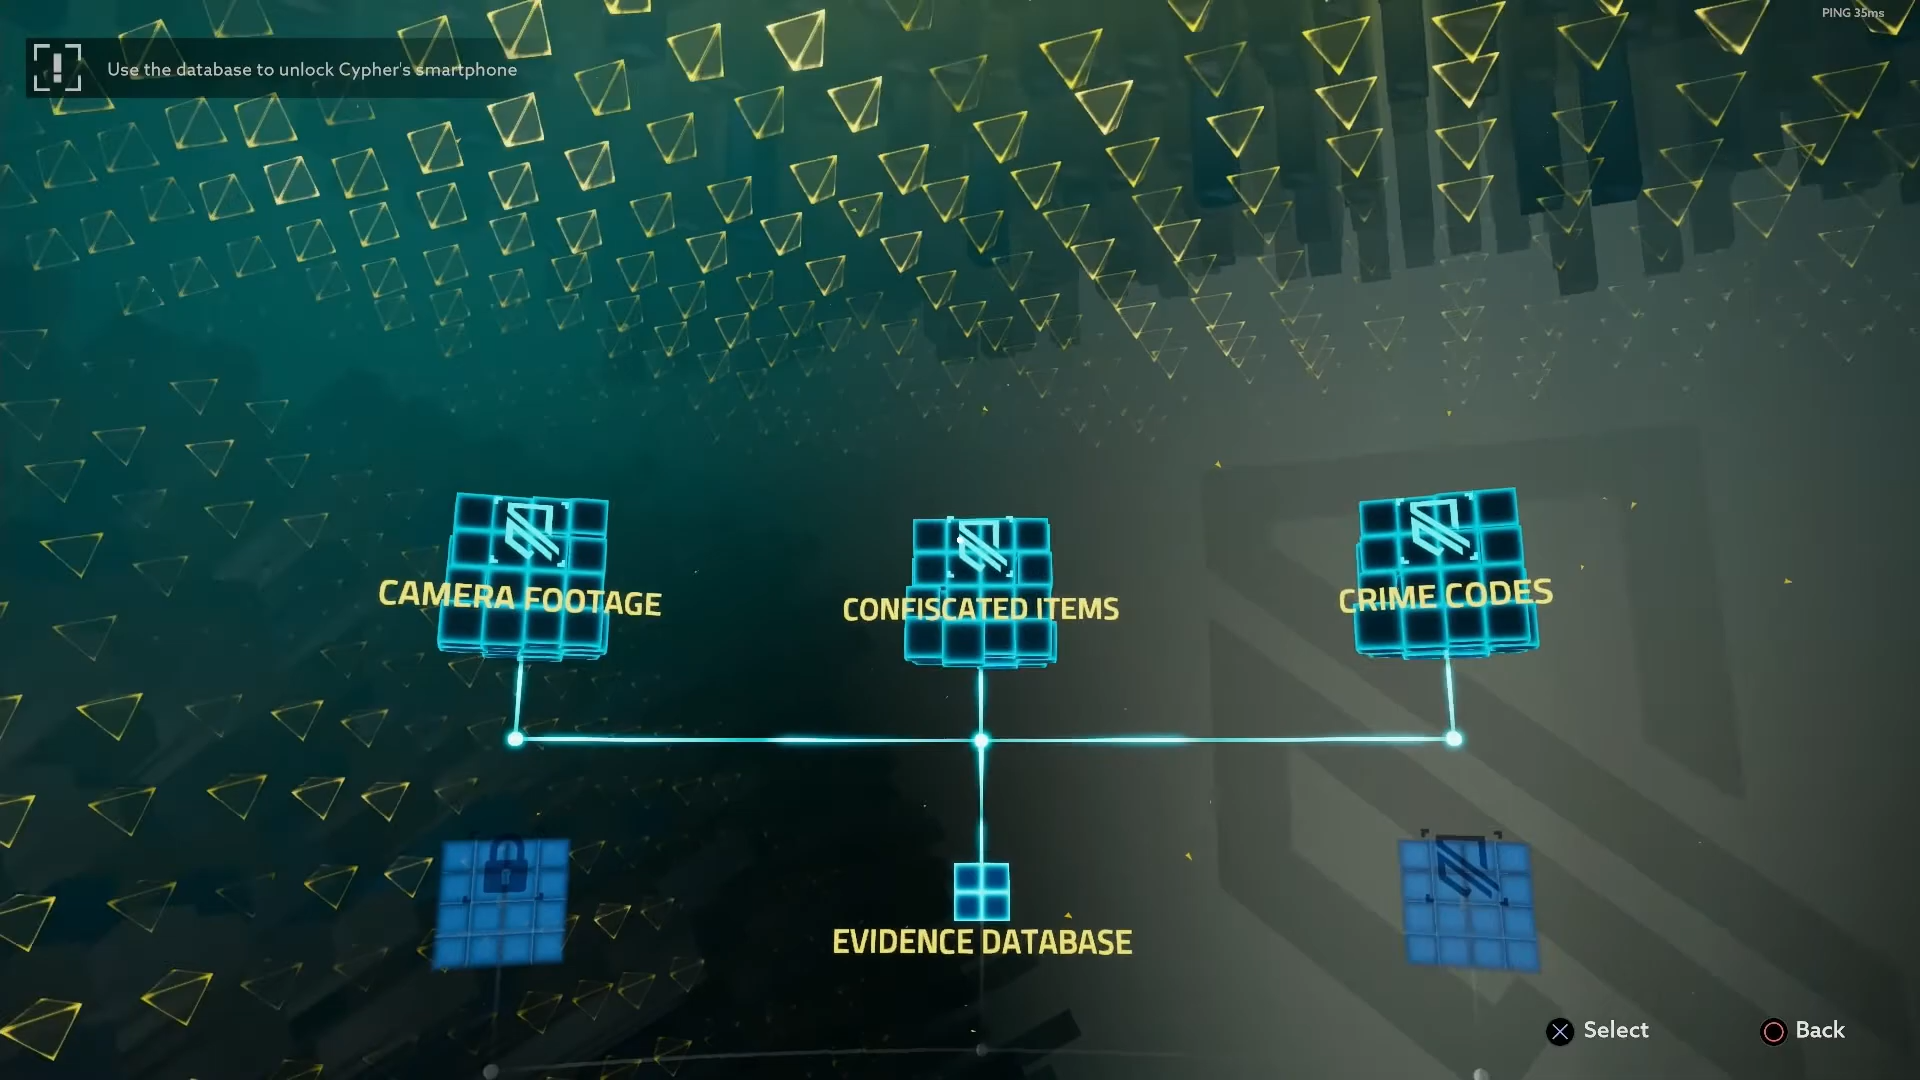 PING 35ms
Use the database to unlock Cypher's smartphone
CAMERA FOOTAGE
CONFISCATED ITEMS
CRIME CODES
EVIDENCE DATABASE
Select
Back